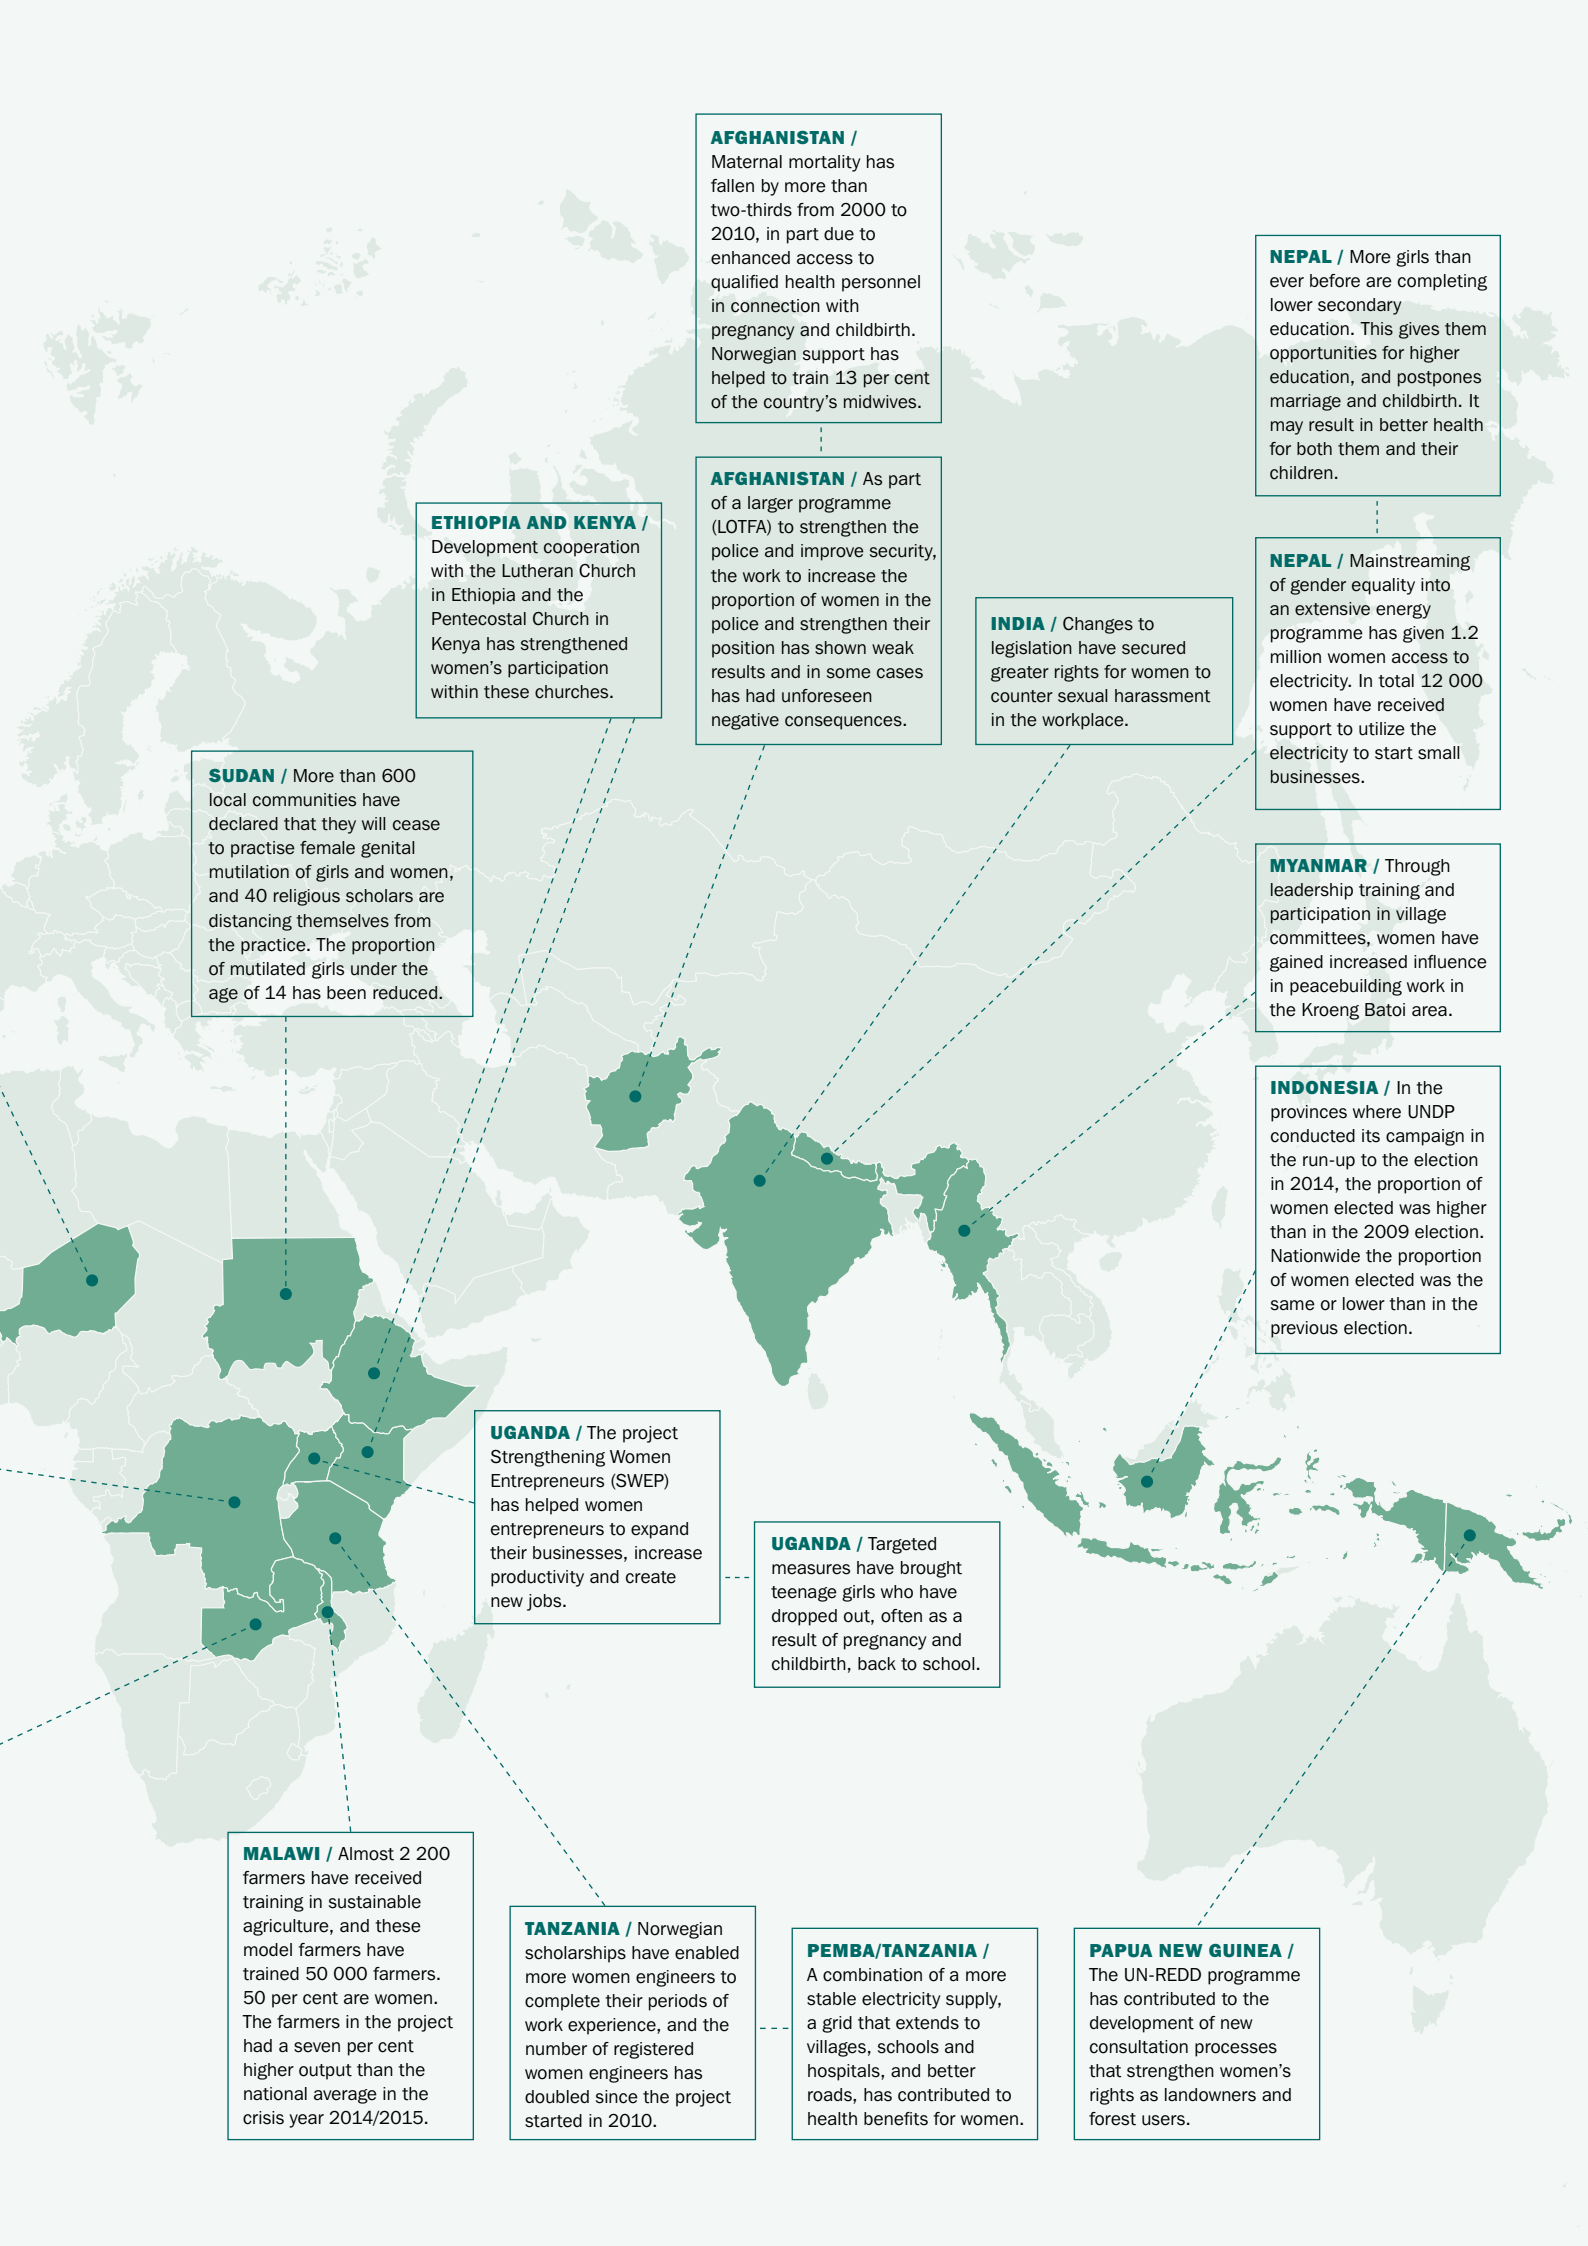 AFGHANISTAN /
Maternal mortality has
fallen by more than
two-thirds from 2000 to
2010, in part due to
enhanced access to
qualified health personnel
in connection with
pregnancy and childbirth.
Norwegian support has
helped to train 13 per cent
of the country's midwives.
NEPAL / More girls than
ever before are completing
lower secondary
education. This gives them
opportunities for higher
education, and postpones
marriage and childbirth. It
may result in better health
for both them and their
children.
AFGHANISTAN / As part
of a larger programme
(LOTFA) to strengthen the
police and improve security,
the work to increase the
proportion of women in the
police and strengthen their
position has shown weak
results and in some cases
has had unforeseen
negative consequences.
ETHIOPIA AND KENYA /
Development cooperation
with the Lutheran Church
in Ethiopia and the
Pentecostal Church in
Kenya has strengthened
women's participation
within these churches.
NEPAL / Mainstreaming
of gender equality into
an extensive energy
programme has given 1.2
million women access to
electricity. In total 12 000
women have received
support to utilize the
electricity to start small
businesses.
INDIA / Changes to
legislation have secured
greater rights for women to
counter sexual harassment
in the workplace.
SUDAN / More than 600
local communities have
declared that they will cease
to practise female genital
mutilation of girls and women,
and 40 religious scholars are
distancing themselves from
the practice. The proportion
of mutilated girls under the
age of 14 has been reduced.
MYANMAR / Through
leadership training and
participation in village
committees, women have
gained increased influence
in peacebuilding work in
the Kroeng Batoi area.
INDONESIA / In the
provinces where UNDP
conducted its campaign in
the run-up to the election
in 2014, the proportion of
women elected was higher
than in the 2009 election.
Nationwide the proportion
of women elected was the
same or lower than in the
previous election.
UGANDA / The project
Strengthening Women
Entrepreneurs (SWEP)
has helped women
entrepreneurs to expand
their businesses, increase
productivity and create
new jobs.
UGANDA / Targeted
measures have brought
teenage girls who have
dropped out, often as a
result of pregnancy and
childbirth, back to school.
MALAWI / Almost 2 200
farmers have received
training in sustainable
agriculture, and these
model farmers have
trained 50 000 farmers.
50 per cent are women.
The farmers in the project
had a seven per cent
higher output than the
national average in the
crisis year 2014/2015.
TANZANIA / Norwegian
scholarships have enabled
more women engineers to
complete their periods of
work experience, and the
number of registered
women engineers has
doubled since the project
started in 2010.
PEMBA/TANZANIA /
A combination of a more
stable electricity supply,
a grid that extends to
villages, schools and
hospitals, and better
roads, has contributed to
health benefits for women.
PAPUA NEW GUINEA /
The UN-REDD programme
has contributed to the
development of new
consultation processes
that strengthen women's
rights as landowners and
forest users.